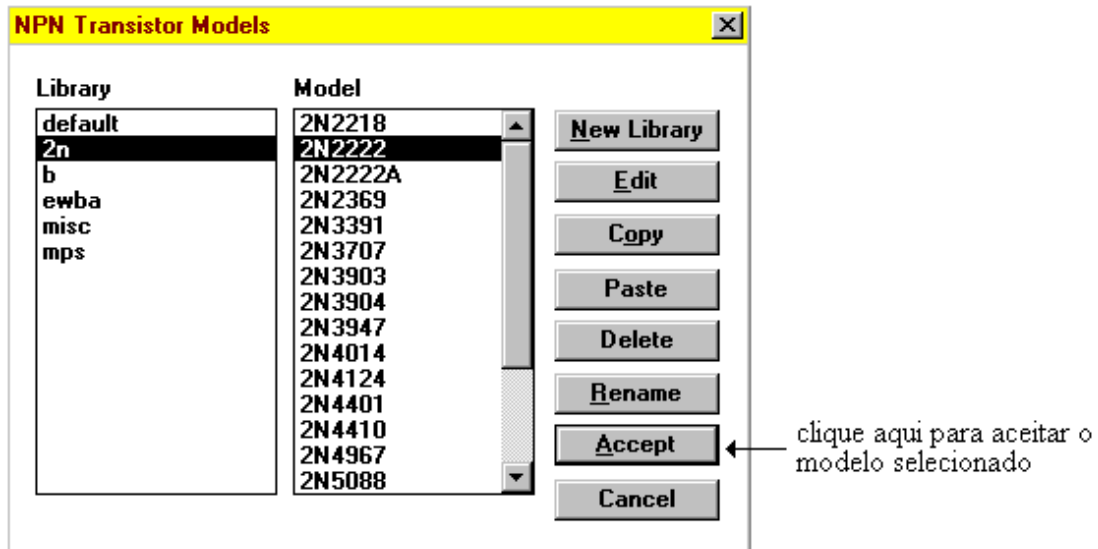 NPN Transistor Models
Library
default
2n
b
ewba
misc
mps
Model
2N2218
2N2222
2N2222A
2N2369
2N3391
2N3707
2N3903
2N3904
2N3947
2N4014
2N4124
2N4401
2N4410
2N4967
2N5088
New Library
Edit
Copy
Paste
Delete
Rename
Accept
Cancel
clique aqui para aceitar o
modelo selecionado